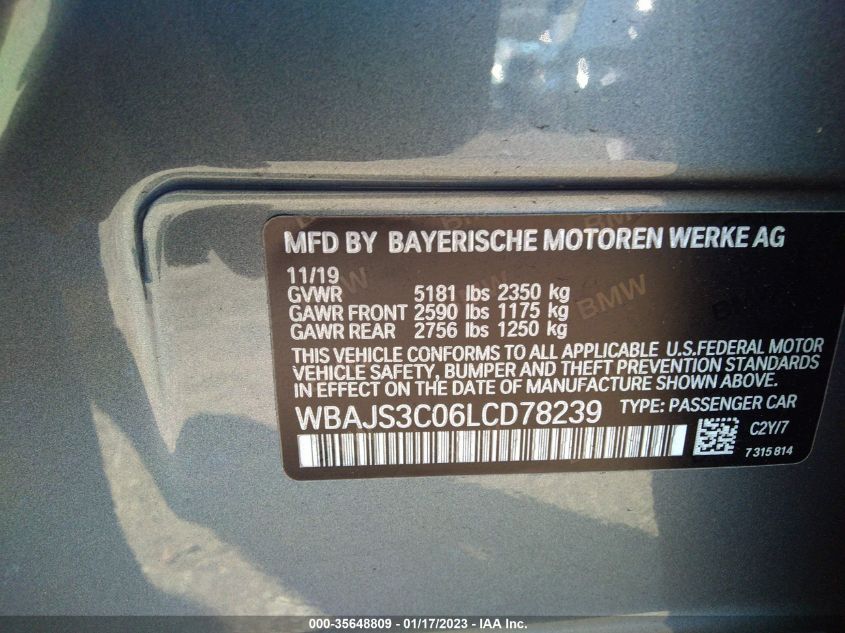 MFD BY BAYERISCHE MOTOREN WERKE AG
11/19
GVWR 5181 lbs 2350 kg
GAWR FRONT 2590 lbs 1175 kg
GAWR REAR 2756 lbs 1250 kg
BMW
THIS VEHICLE CONFORMS TO ALL APPLICABLE U.S.FEDERAL MOTOR
VEHICLE SAFETY, BUMPER AND THEFT PREVENTION STANDARDS
IN EFFECT ON THE DATE OF MANUFACTURE SHOWN ABOVE.
WBAJS3C06LCD78239 TYPE: PASSENGER CAR
C2Y/7
7 315 814
000-35648809 - 01/17/2023 - IAA Inc.